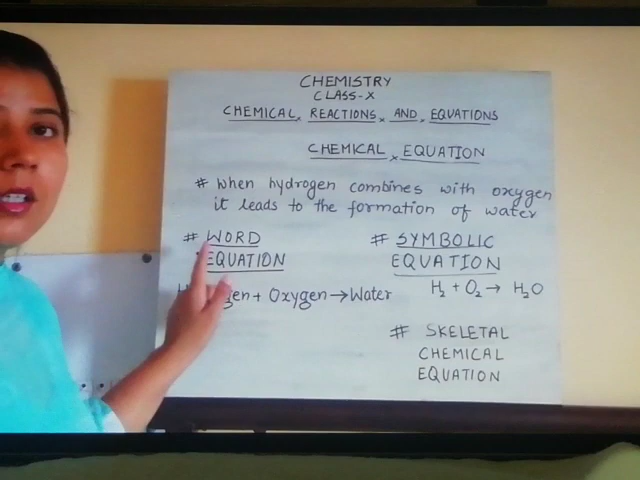 CHEMISTRY
CLASS-X
CHEMICAL REACTIONS AND EQUATIONS
CHEMICAL EQUATION
# When hydrogen combines with oxygen
it leads to the formation of water
# WORD
EQUATION
gen + Oxygen → Water
# SYMBOLIC
EQUATION
H₂ + O₂ → H₂O
# SKELETAL
CHEMICAL
EQUATION